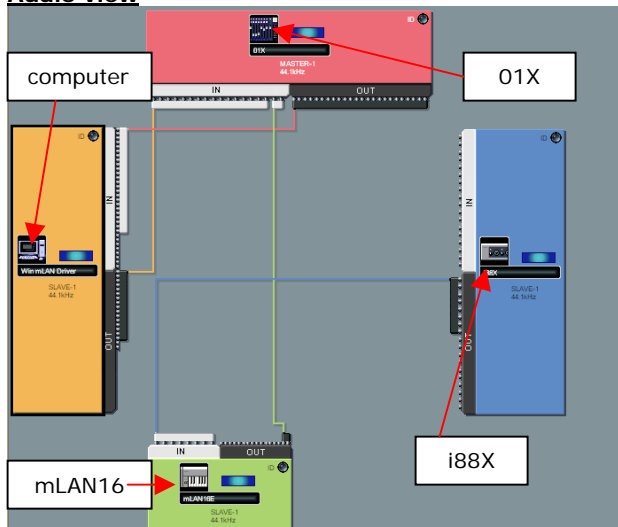 Audio View
ID
01X
MASTER-1
44.1kHz
computer
01X
IN
OUT
ID
IN
Win mLAN Driver
SLAVE-1
44.1kHz
OUT
ID
IN
SLAVE-1
44.1kHz
OUT
IN
OUT
ID
mLAN16
mLAN16E
SLAVE-1
44.1kHz
i88X